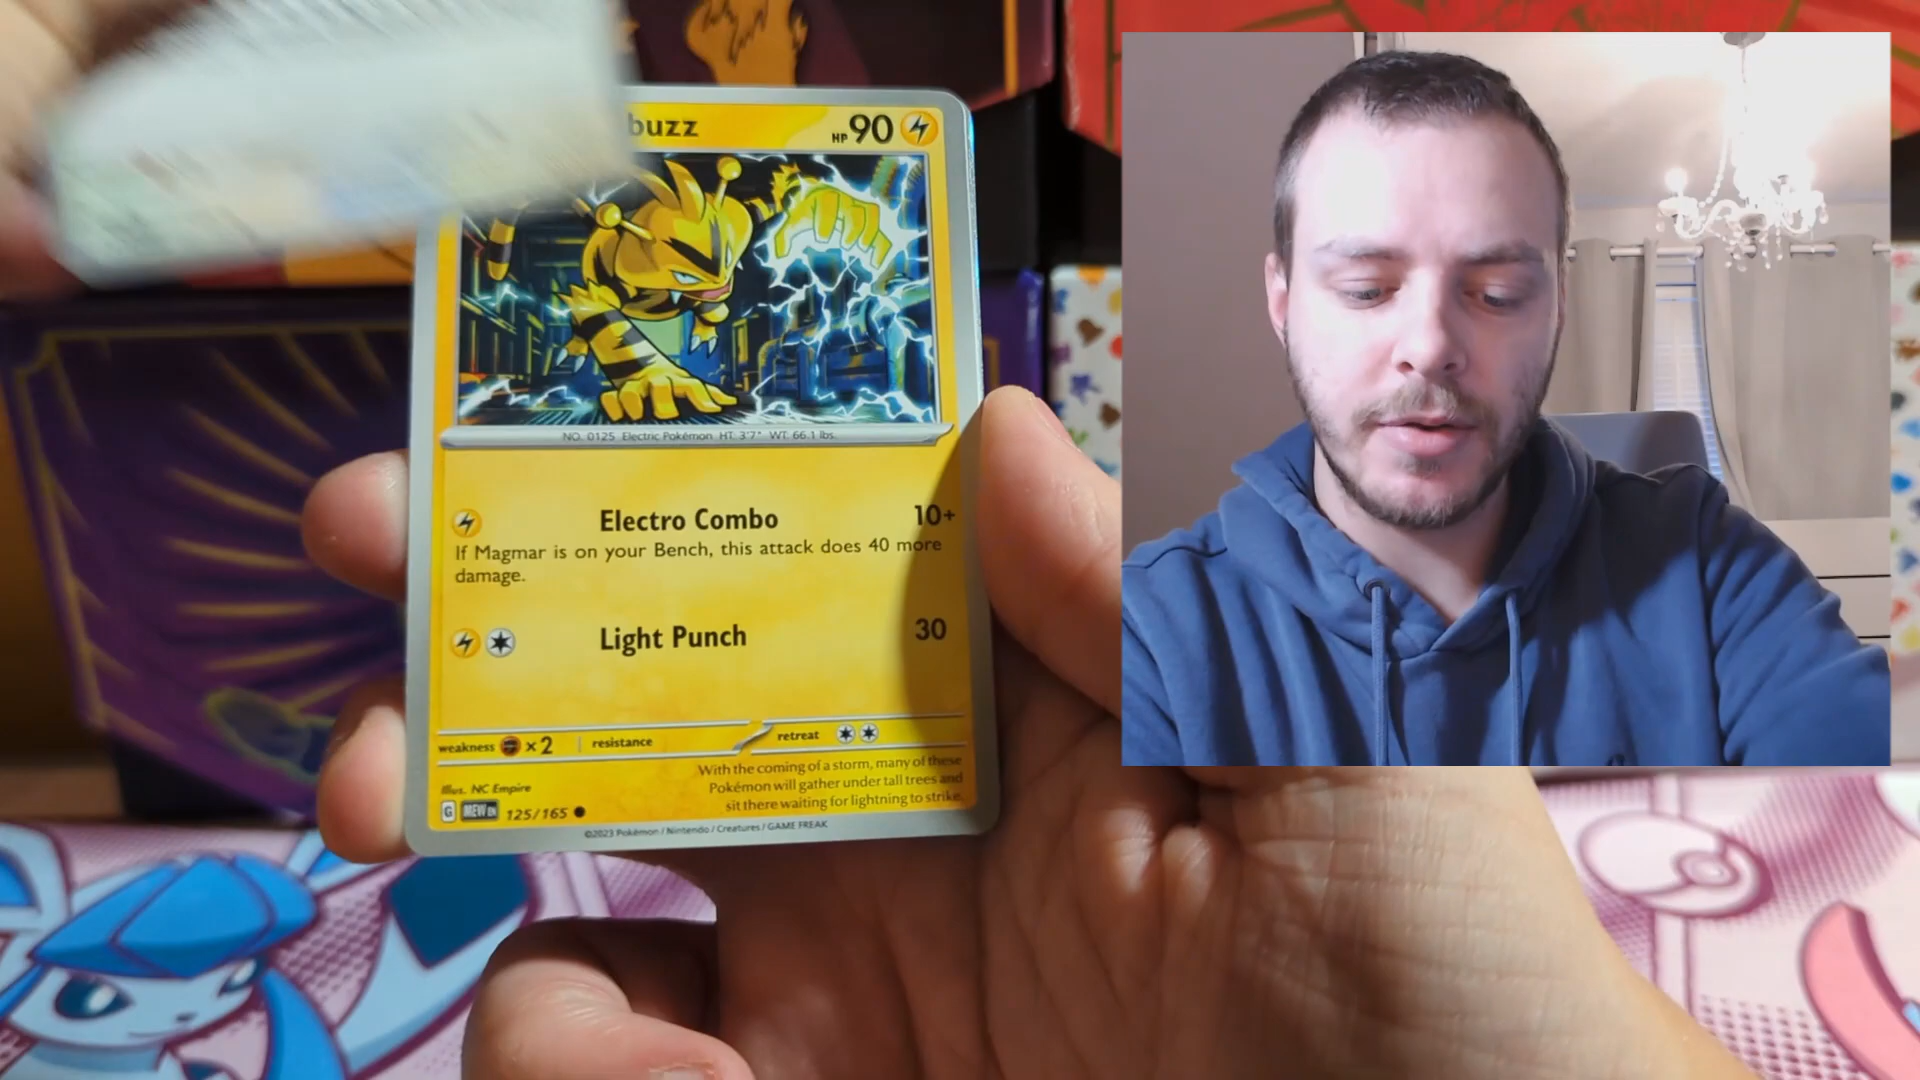 buzz HP 90
NO. 0125 Electric Pokémon HT: 3'7" WT: 66.1 lbs.
Electro Combo 10+
If Magmar is on your Bench, this attack does 40 more
damage.
Light Punch 30
weakness ×2 resistance retreat
With the coming of a storm, many of these
Pokémon will gather under tall trees and
sit there waiting for lightning to strike.
Illus. NC Empire
G MEW EN 125/165
©2023 Pokémon / Nintendo / Creatures / GAME FREAK